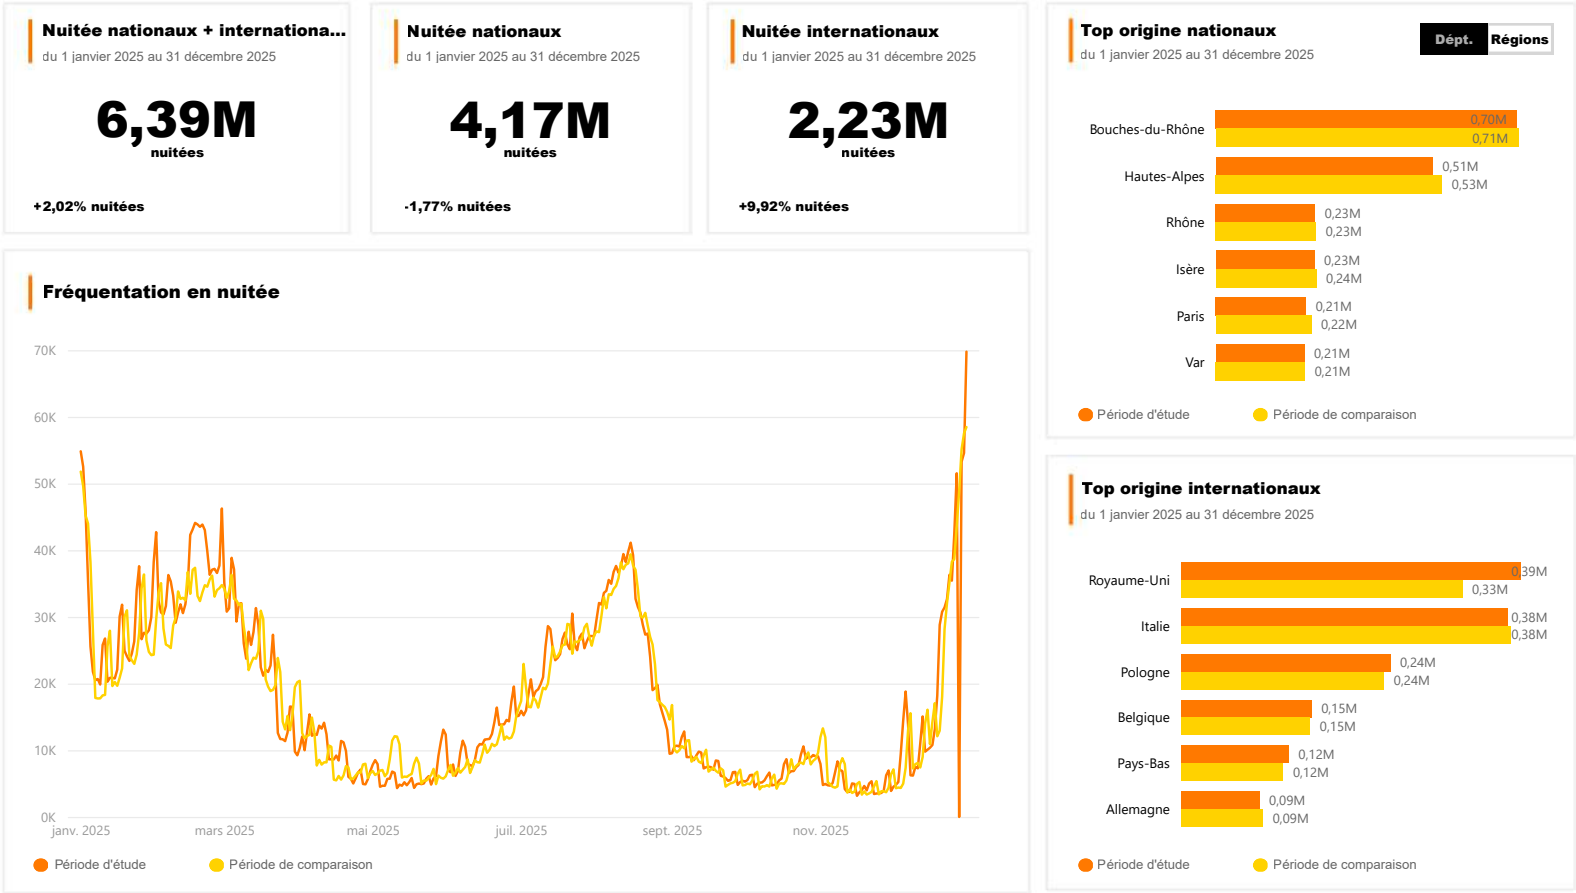 Nuitée nationaux + internationa...
du 1 janvier 2025 au 31 décembre 2025
6,39M
nuitées
+2,02% nuitées
Nuitée nationaux
du 1 janvier 2025 au 31 décembre 2025
4,17M
nuitées
-1,77% nuitées
Nuitée internationaux
du 1 janvier 2025 au 31 décembre 2025
2,23M
nuitées
+9,92% nuitées
Fréquentation en nuitée
70K
60K
50K
40K
30K
20K
10K
0K
janv. 2025 mars 2025 mai 2025 juil. 2025 sept. 2025 nov. 2025
Période d'étude Période de comparaison
Top origine nationaux
du 1 janvier 2025 au 31 décembre 2025
Dépt. Régions
Bouches-du-Rhône 0,70M
0,71M
Hautes-Alpes 0,51M
0,53M
Rhône 0,23M
0,23M
Isère 0,23M
0,24M
Paris 0,21M
0,22M
Var 0,21M
0,21M
Période d'étude Période de comparaison
Top origine internationaux
du 1 janvier 2025 au 31 décembre 2025
Royaume-Uni 0,39M
0,33M
Italie 0,38M
0,38M
Pologne 0,24M
0,24M
Belgique 0,15M
0,15M
Pays-Bas 0,12M
0,12M
Allemagne 0,09M
0,09M
Période d'étude Période de comparaison